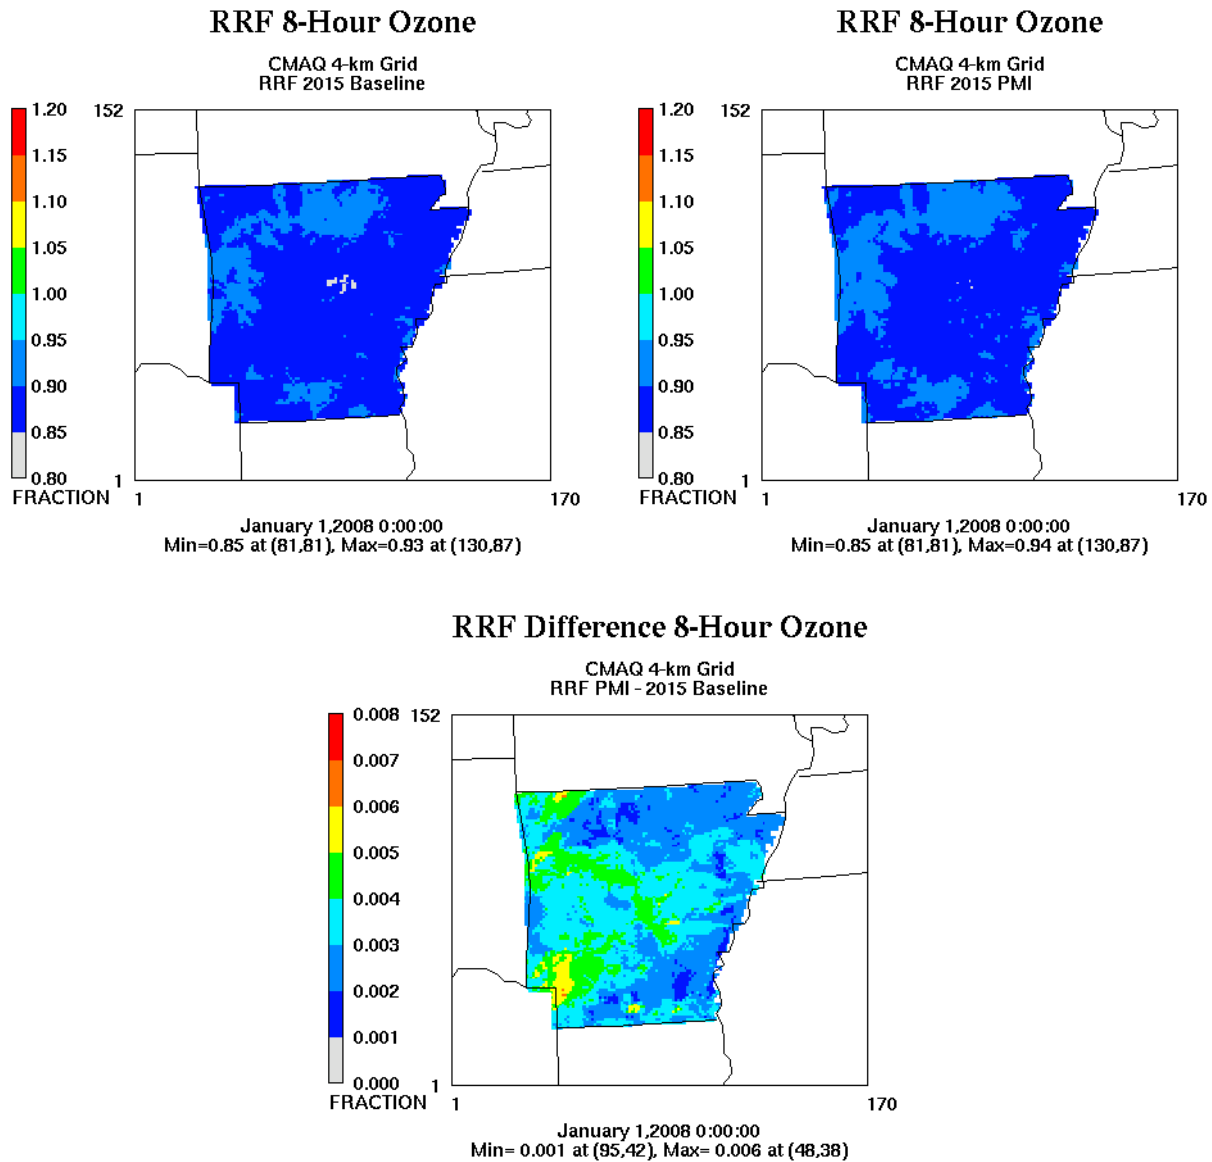 RRF 8-Hour Ozone
CMAQ 4-km Grid
RRF 2015 Baseline
1.20
1.15
1.10
1.05
1.00
0.95
0.90
0.85
0.80
FRACTION
152
1
1
170
January 1,2008 0:00:00
Min=0.85 at (81,81), Max=0.93 at (130,87)
RRF 8-Hour Ozone
CMAQ 4-km Grid
RRF 2015 PMI
1.20
1.15
1.10
1.05
1.00
0.95
0.90
0.85
0.80
FRACTION
152
1
1
170
January 1,2008 0:00:00
Min=0.85 at (81,81), Max=0.94 at (130,87)
RRF Difference 8-Hour Ozone
CMAQ 4-km Grid
RRF PMI - 2015 Baseline
0.008
0.007
0.006
0.005
0.004
0.003
0.002
0.001
0.000
FRACTION
152
1
1
170
January 1,2008 0:00:00
Min= 0.001 at (95,42), Max= 0.006 at (48,38)